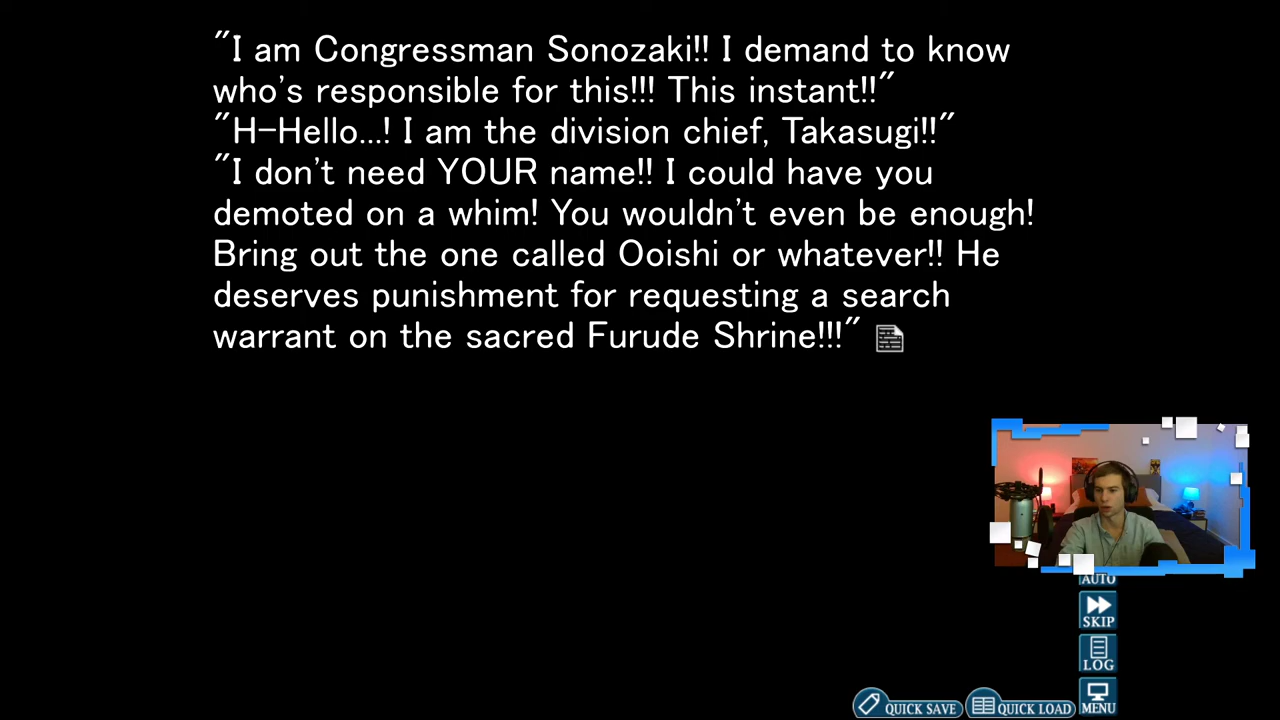 "I am Congressman Sonozaki!! I demand to know
who's responsible for this!!! This instant!!"
"H-Hello...! I am the division chief, Takasugi!!"
"I don't need YOUR name!! I could have you
demoted on a whim! You wouldn't even be enough!
Bring out the one called Ooishi or whatever!! He
deserves punishment for requesting a search
warrant on the sacred Furude Shrine!!!"
AUTO
SKIP
LOG
QUICK SAVE
QUICK LOAD
MENU